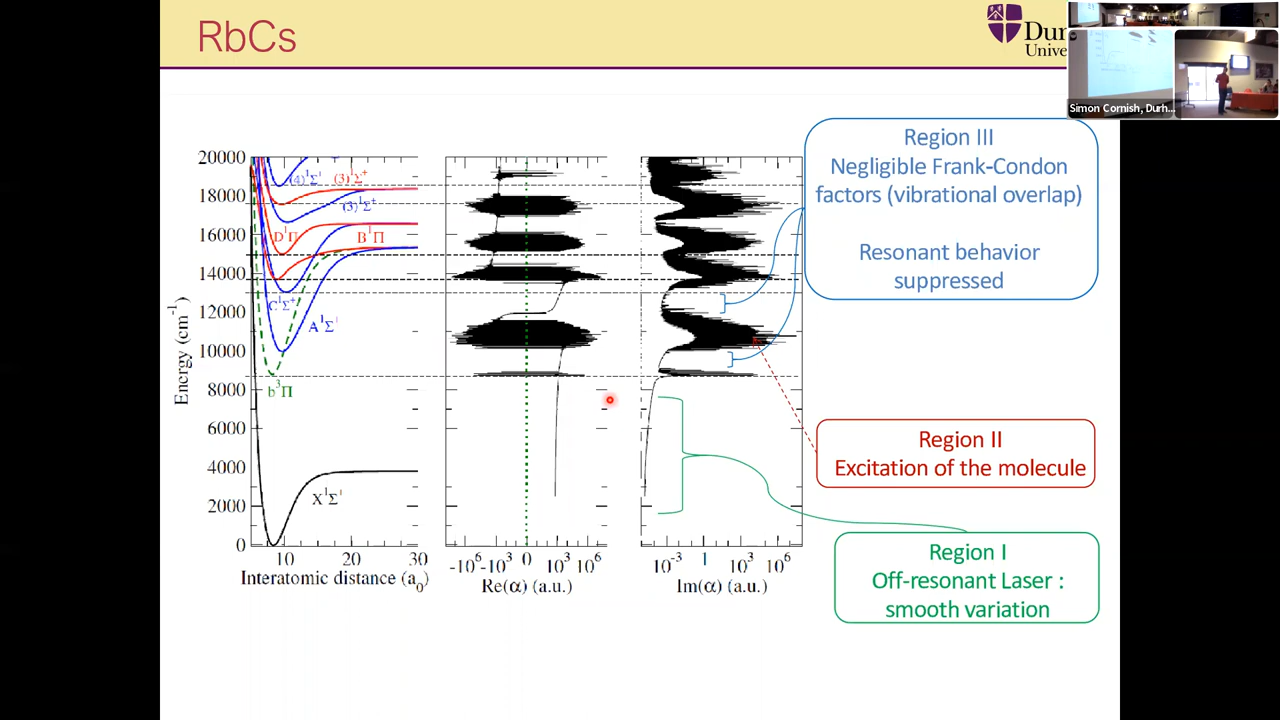 RbCs
Dur
Unive
Simon Cornish, Durh...
Region III
Negligible Frank-Condon
factors (vibrational overlap)
Resonant behavior
suppressed
20000
18000
16000
14000
12000
10000
8000
6000
4000
2000
0
Energy (cm⁻¹)
(4)¹Σ⁺
(3)¹Σ⁺
(3)¹Σ⁺
D¹Π
B¹Π
C¹Σ⁺
A¹Σ⁺
b³Π
X¹Σ⁺
10 20 30
Interatomic distance (a₀)
-10⁶ -10³ 0 10³ 10⁶
Re(α) (a.u.)
10⁻³ 1 10³ 10⁶
Im(α) (a.u.)
Region II
Excitation of the molecule
Region I
Off-resonant Laser :
smooth variation